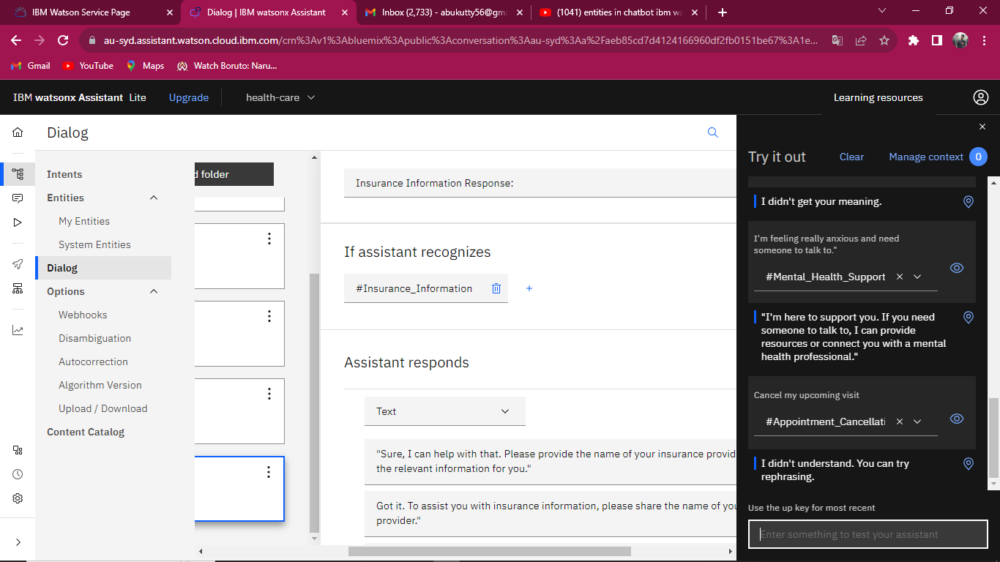 IBM Watson Service Page
Dialog | IBM watsonx Assistant
Inbox (2,733) - abukutty56@gm
(1041) entities in chatbot ibm wa
au-syd.assistant.watson.cloud.ibm.com/crn%3Av1%3Abluemix%3Apublic%3Aconversation%3Aau-syd%3Aa%2Faeb85cd7d4124166960df2fb0151be67%3A1e...
Gmail
YouTube
Maps
Watch Boruto: Naru...
IBM watsonx Assistant Lite
Upgrade
health-care
Learning resources
Dialog
Intents
Entities
My Entities
System Entities
Dialog
Options
Webhooks
Disambiguation
Autocorrection
Algorithm Version
Upload / Download
Content Catalog
d folder
Insurance Information Response:
If assistant recognizes
#Insurance_Information
Assistant responds
Text
"Sure, I can help with that. Please provide the name of your insurance provid
the relevant information for you."
Got it. To assist you with insurance information, please share the name of you
provider."
Try it out
Clear
Manage context 0
I didn't get your meaning.
I'm feeling really anxious and need
someone to talk to."
#Mental_Health_Support
"I'm here to support you. If you need
someone to talk to, I can provide
resources or connect you with a mental
health professional."
Cancel my upcoming visit
#Appointment_Cancellati
I didn't understand. You can try
rephrasing.
Use the up key for most recent
Enter something to test your assistant